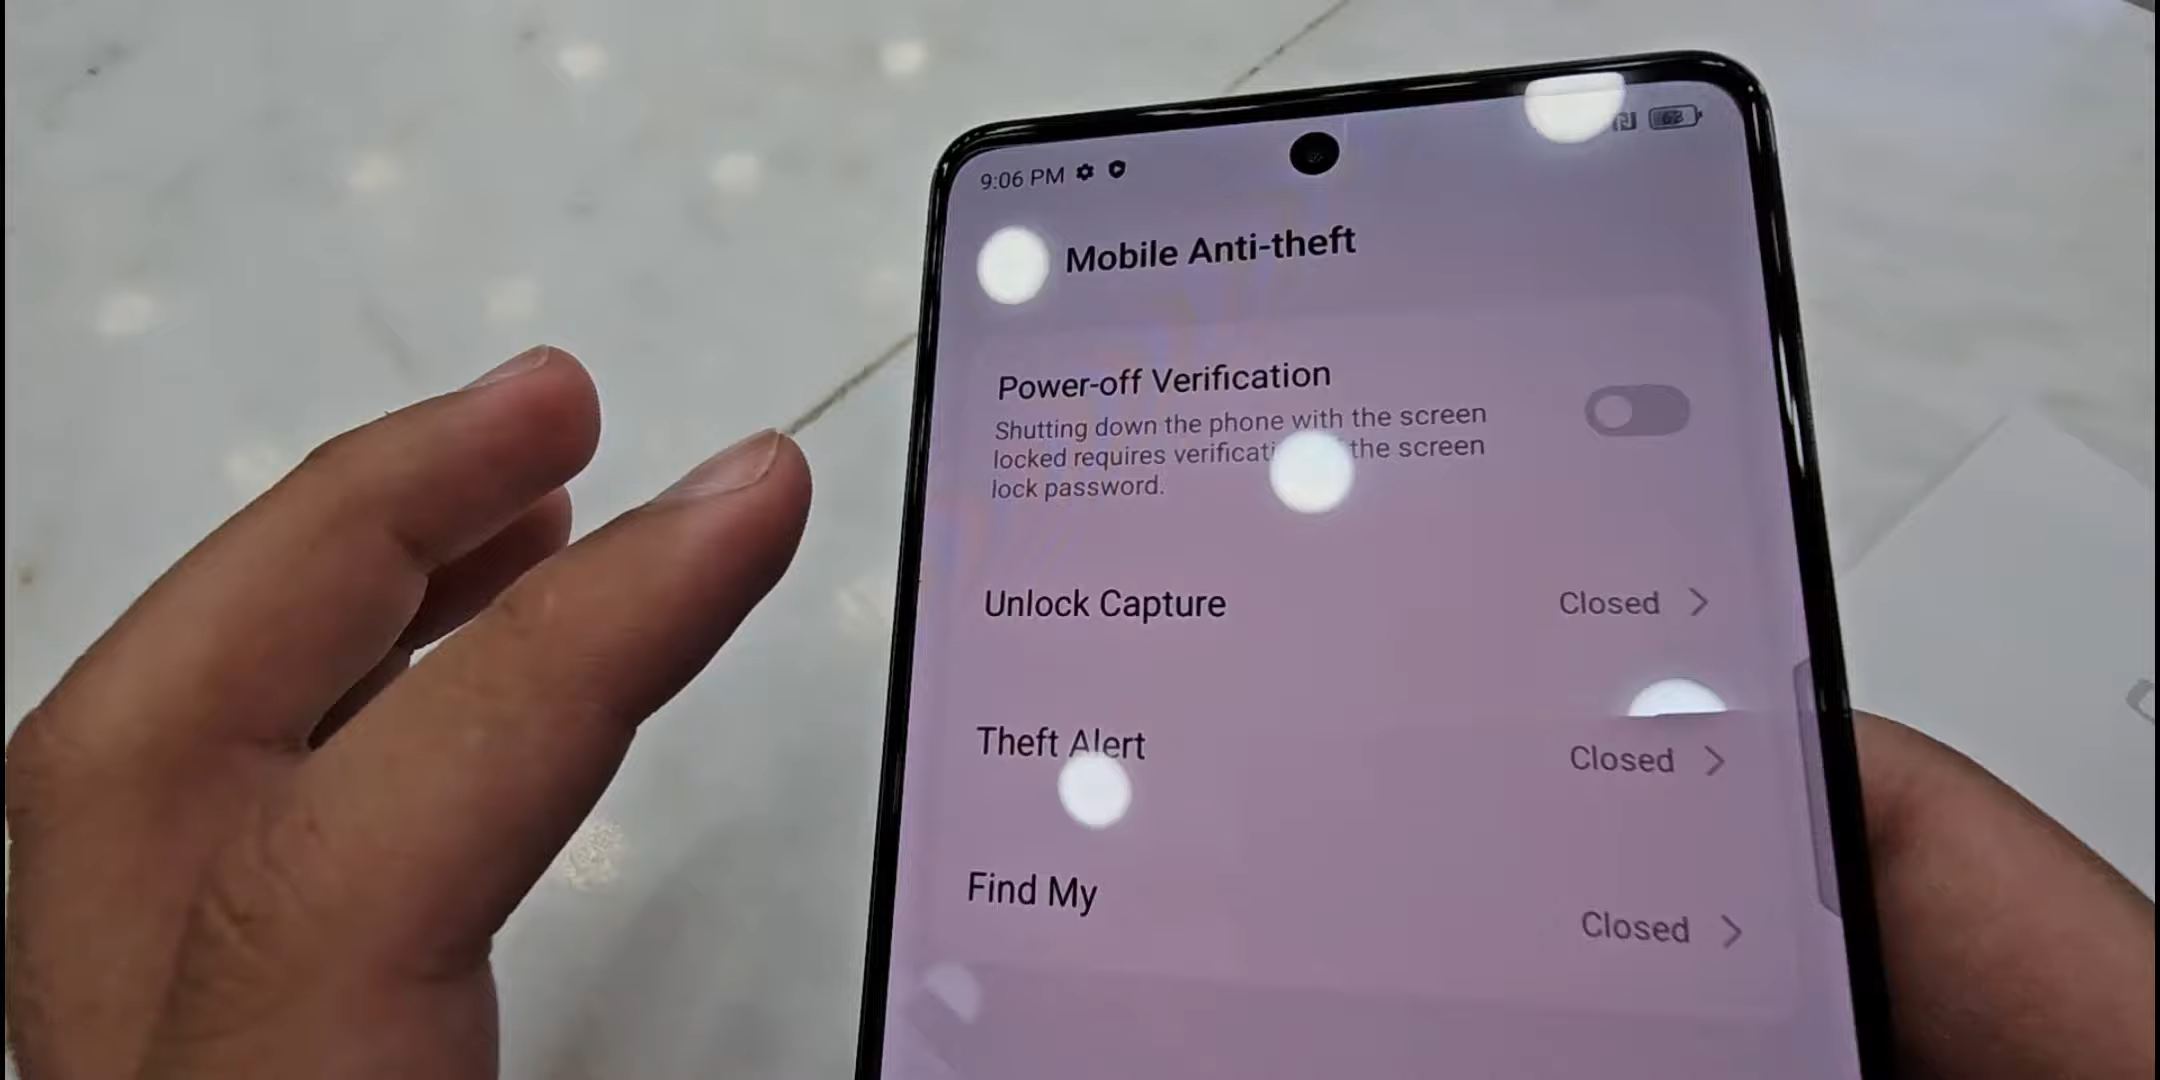 9:06 PM
63
Mobile Anti-theft
Power-off Verification
Shutting down the phone with the screen
locked requires the screen
lock password.
Unlock Capture
Closed
Theft Alert
Closed
Find My
Closed